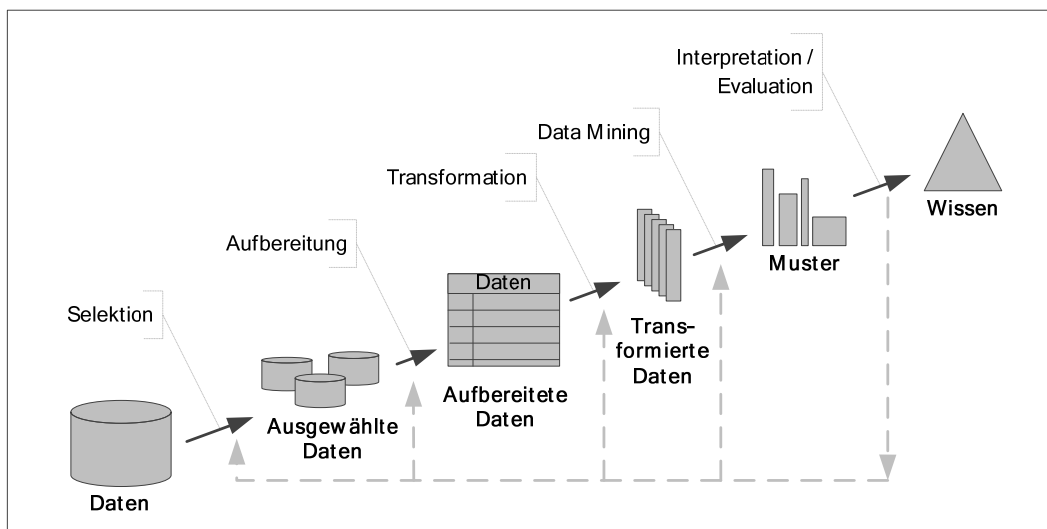 Interpretation /
Evaluation
Data Mining
Transformation
Wissen
Aufbereitung
Muster
Daten
Selektion
Trans-
formierte
Daten
Aufbereitete
Daten
Ausgewählte
Daten
Daten